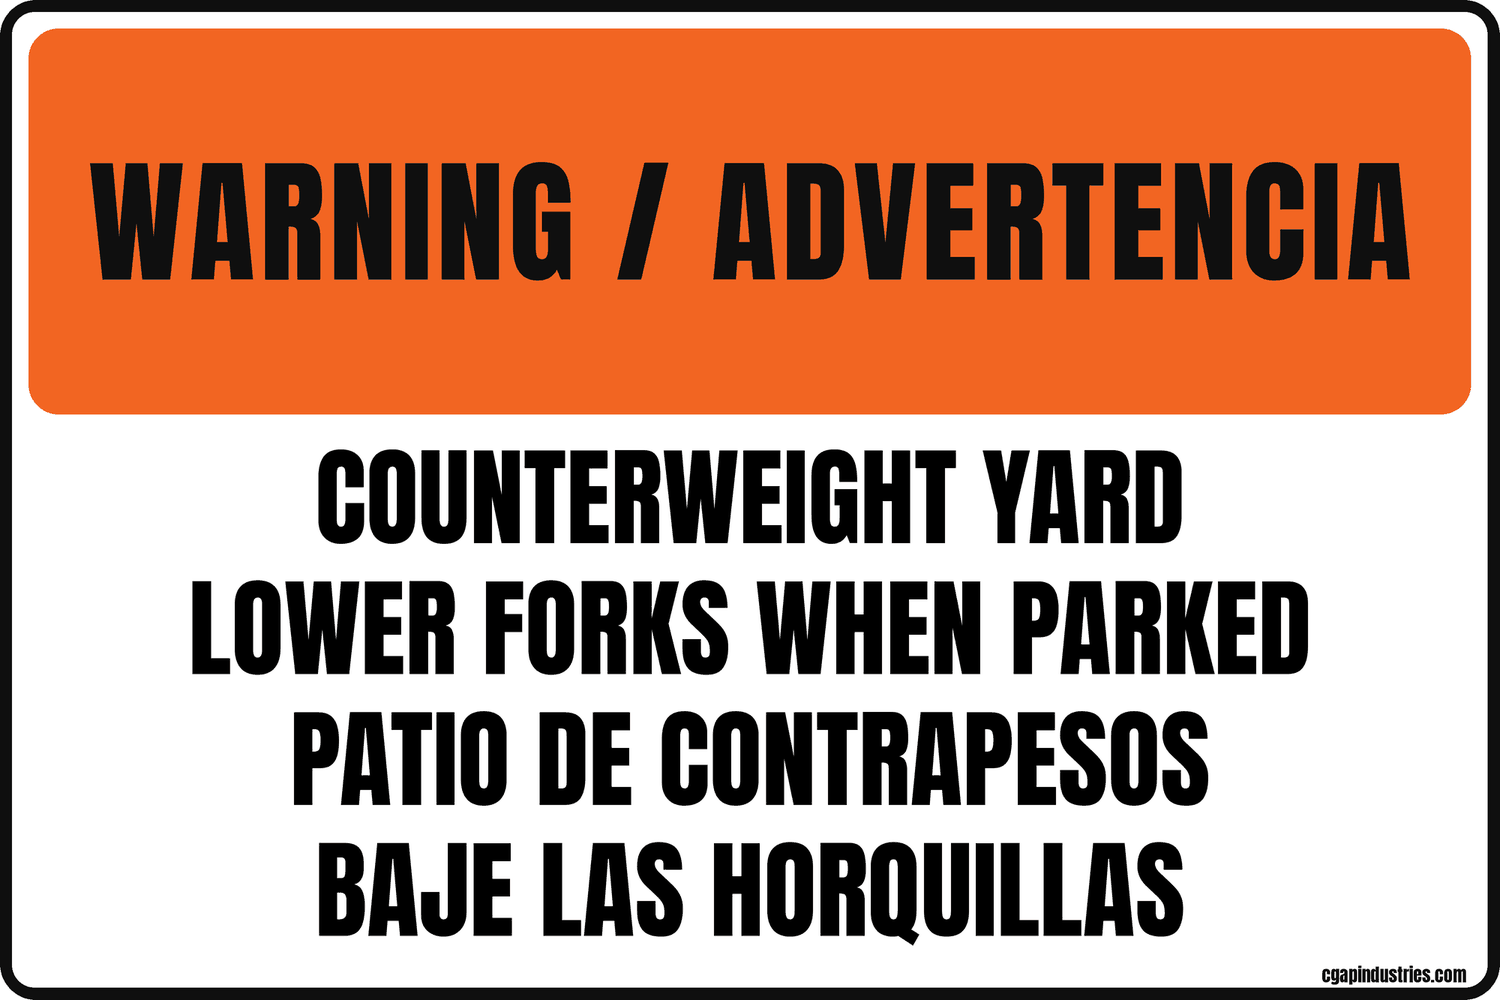 WARNING / ADVERTENCIA
COUNTERWEIGHT YARD
LOWER FORKS WHEN PARKED
PATIO DE CONTRAPESOS
BAJE LAS HORQUILLAS
cgapindustries.com